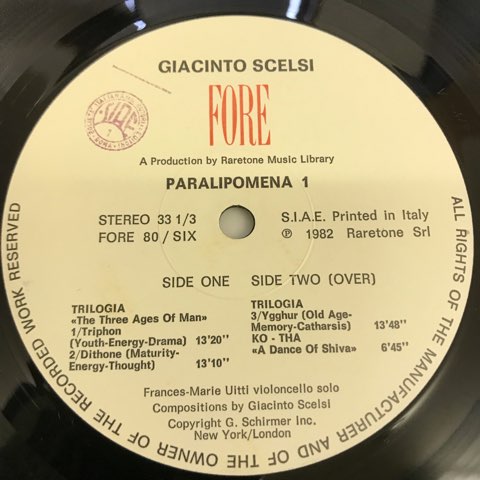 GIACINTO SCELSI
FORE
A Production by Raretone Music Library
PARALIPOMENA 1
STEREO 33 1/3
FORE 80/SIX
S.I.A.E. Printed in Italy
℗ 1982 Raretone Srl
SIDE ONE
TRILOGIA
«The Three Ages Of Man»
1/Triphon
(Youth-Energy-Drama) 13'20"
2/Dithone (Maturity-
Energy-Thought) 13'10"
SIDE TWO (OVER)
TRILOGIA
3/Ygghur (Old Age-
Memory-Catharsis) 13'48"
KO - THA
«A Dance Of Shiva» 6'45"
Frances-Marie Uitti violoncello solo
Compositions by Giacinto Scelsi
Copyright G. Schirmer Inc.
New York/London
ALL RIGHTS OF THE MANUFACTURER AND OF THE OWNER OF THE RECORDED WORK RESERVED
SIAE